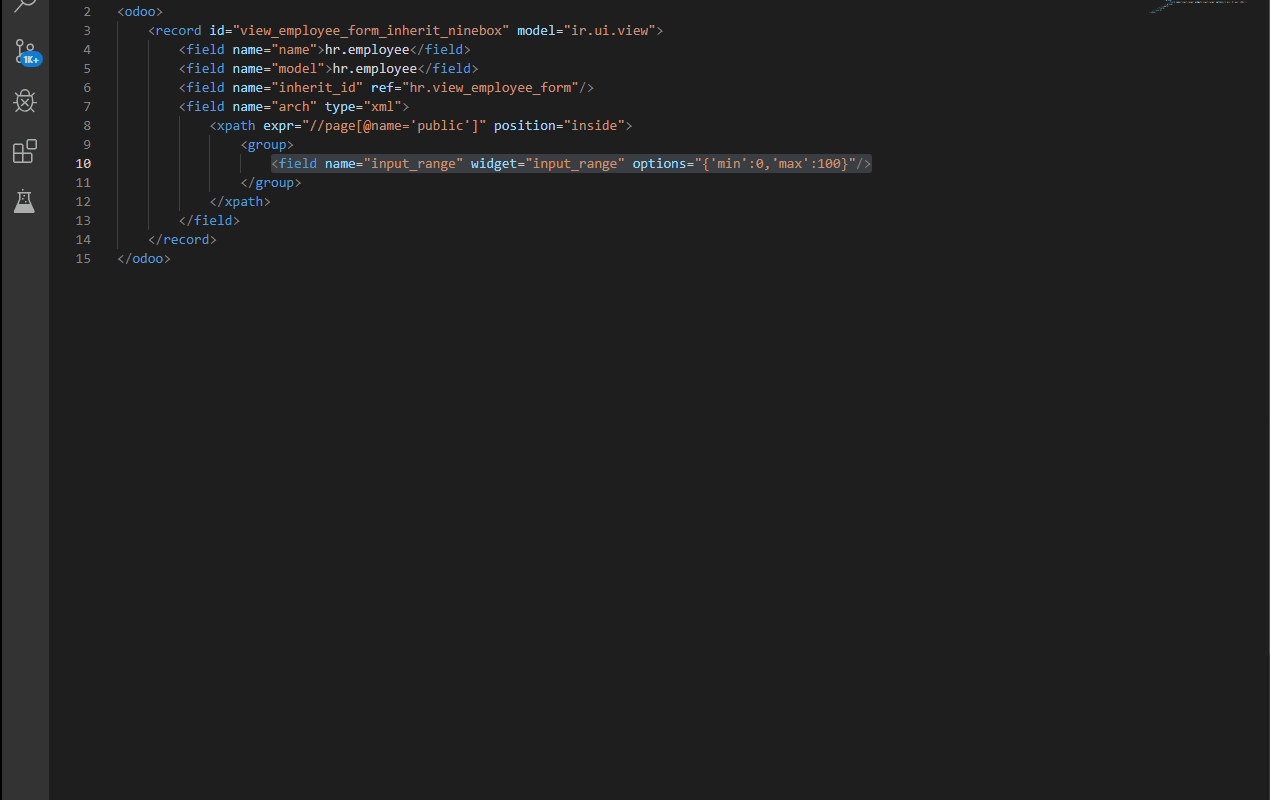 1K+
2 <odoo>
3 <record id="view_employee_form_inherit_ninebox" model="ir.ui.view">
4 <field name="name">hr.employee</field>
5 <field name="model">hr.employee</field>
6 <field name="inherit_id" ref="hr.view_employee_form"/>
7 <field name="arch" type="xml">
8 <xpath expr="//page[@name='public']" position="inside">
9 <group>
10 <field name="input_range" widget="input_range" options="{'min':0,'max':100}"/>
11 </group>
12 </xpath>
13 </field>
14 </record>
15 </odoo>